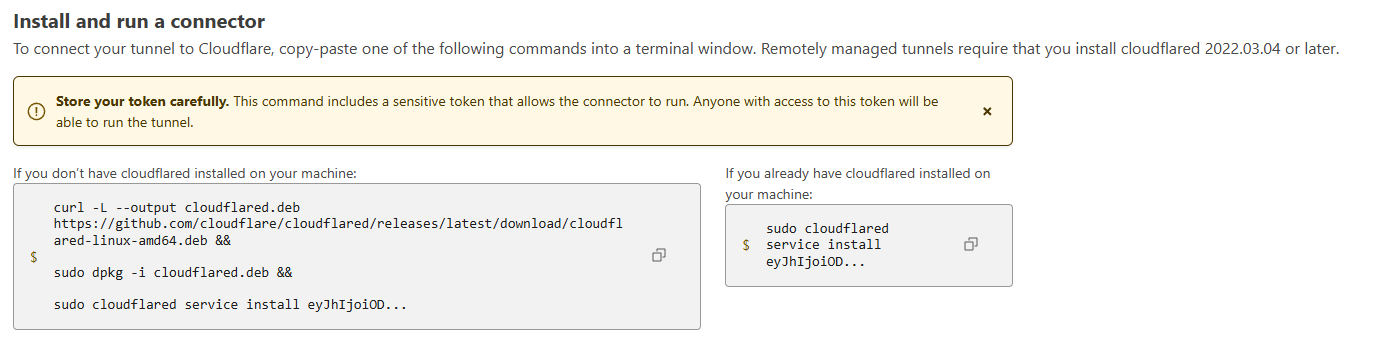 Install and run a connector
To connect your tunnel to Cloudflare, copy-paste one of the following commands into a terminal window. Remotely managed tunnels require that you install cloudflared 2022.03.04 or later.
Store your token carefully. This command includes a sensitive token that allows the connector to run. Anyone with access to this token will be
able to run the tunnel.
If you don't have cloudflared installed on your machine:
$
curl -L --output cloudflared.deb
https://github.com/cloudflare/cloudflared/releases/latest/download/cloudfl
ared-linux-amd64.deb &&
sudo dpkg -i cloudflared.deb &&
sudo cloudflared service install eyJhIjoiOD...
If you already have cloudflared installed on
your machine:
$
sudo cloudflared
service install
eyJhIjoiOD...